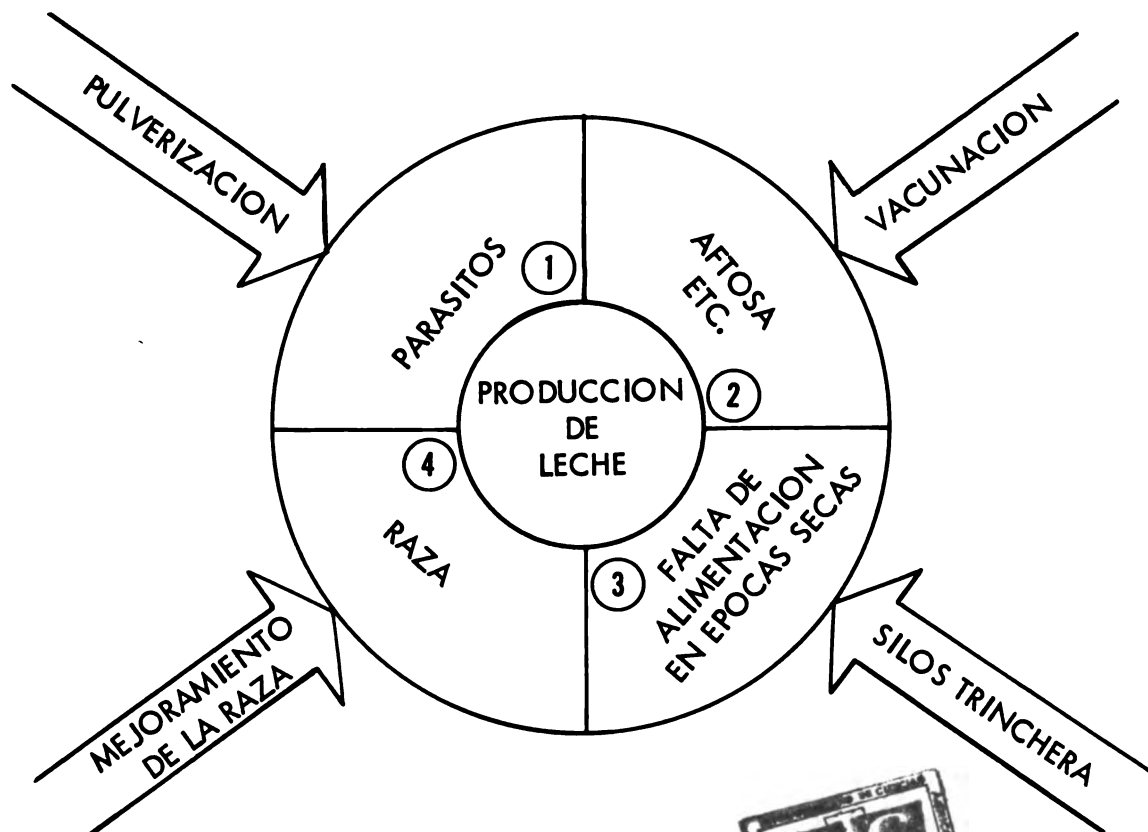 PULVERIZACION
VACUNACION
PARASITOS
1
AFTOSA
ETC.
2
PRODUCCION
DE
LECHE
4
RAZA
3
FALTA DE
ALIMENTACION
EN EPOCAS SECAS
MEJORAMIENTO
DE LA RAZA
SILOS TRINCHERA